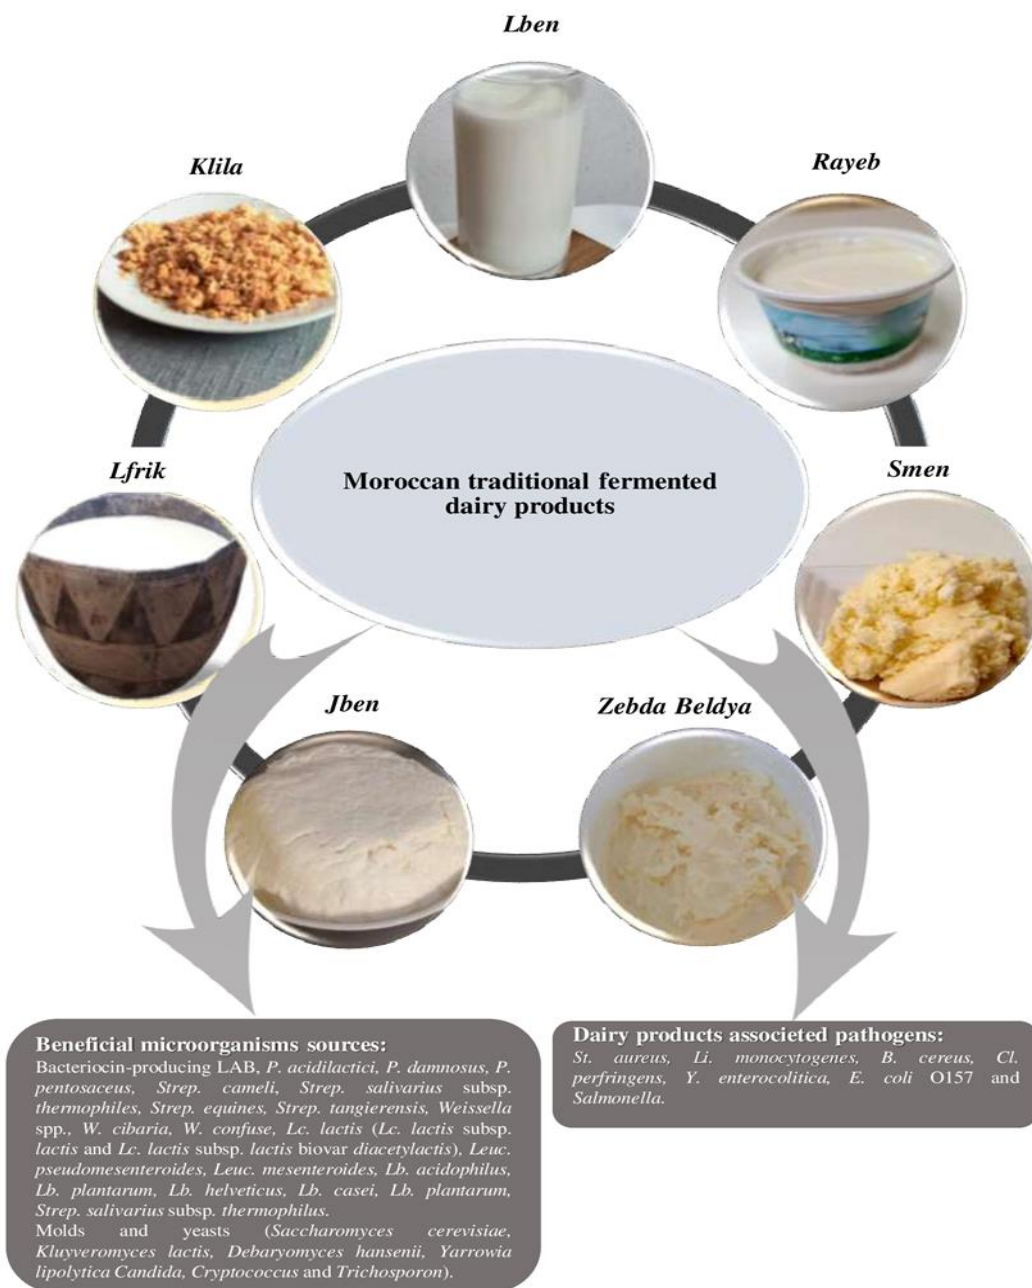 Lben
Klila
Rayeb
Moroccan traditional fermented
dairy products
Lfrik
Smen
Jben
Zebda Beldya
Beneficial microorganisms sources:
Bacteriocin-producing LAB, P. acidilactici, P. damnosus, P.
pentosaceus, Strep. cameli, Strep. salivarius subsp.
thermophiles, Strep. equines, Strep. tangierensis, Weissella
spp., W. cibaria, W. confuse, Lc. lactis (Lc. lactis subsp.
lactis and Lc. lactis subsp. lactis biovar diacetylactis), Leuc.
pseudomesenteroides, Leuc. mesenteroides, Lb. acidophilus,
Lb. plantarum, Lb. helveticus, Lb. casei, Lb. plantarum,
Strep. salivarius subsp. thermophilus.
Molds and yeasts (Saccharomyces cerevisiae,
Kluyveromyces lactis, Debaryomyces hansenii, Yarrowia
lipolytica Candida, Cryptococcus and Trichosporon).
Dairy products associeted pathogens:
St. aureus, Li. monocytogenes, B. cereus, Cl.
perfringens, Y. enterocolitica, E. coli O157 and
Salmonella.